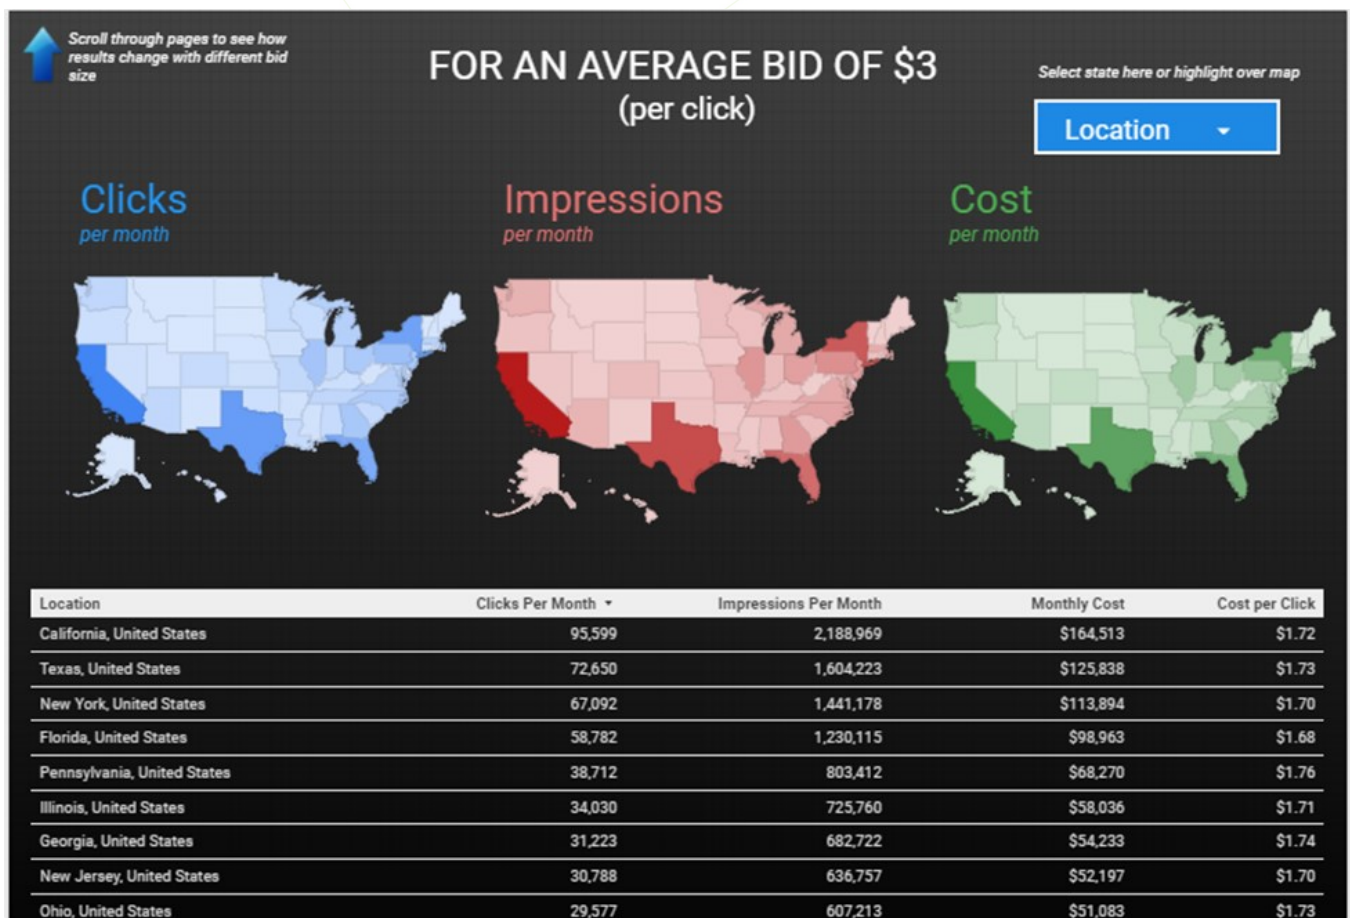 Scroll through pages to see how
results change with different bid
size
FOR AN AVERAGE BID OF $3
(per click)
Select state here or highlight over map
Location
Clicks
per month
Impressions
per month
Cost
per month
Location Clicks Per Month Impressions Per Month Monthly Cost Cost per Click
California, United States 95,599 2,188,969 $164,513 $1.72
Texas, United States 72,650 1,604,223 $125,838 $1.73
New York, United States 67,092 1,441,178 $113,894 $1.70
Florida, United States 58,782 1,230,115 $98,963 $1.68
Pennsylvania, United States 38,712 803,412 $68,270 $1.76
Illinois, United States 34,030 725,760 $58,036 $1.71
Georgia, United States 31,223 682,722 $54,233 $1.74
New Jersey, United States 30,788 636,757 $52,197 $1.70
Ohio, United States 29,577 607,213 $51,083 $1.73